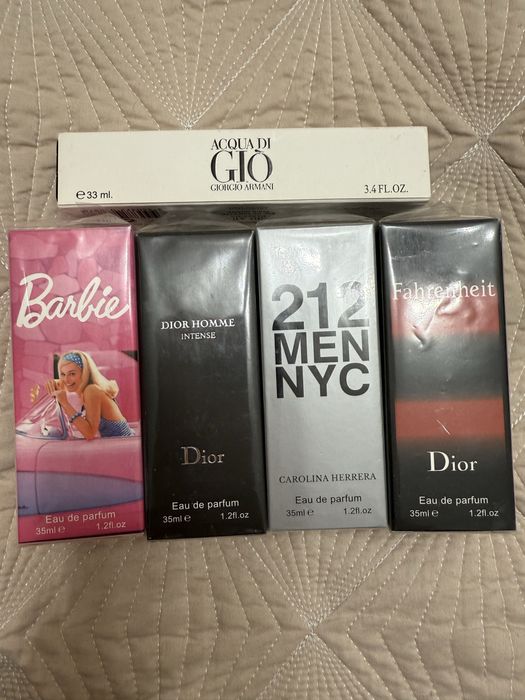 ACQUA DI
GIÒ
GIORGIO ARMANI
℮ 33 ml.
3.4 FL.OZ.
Barbie
Eau de parfum
35ml ℮ 1.2fl.oz
DIOR HOMME
INTENSE
Dior
Eau de parfum
35ml ℮ 1.2fl.oz
212
MEN
NYC
CAROLINA HERRERA
Eau de parfum
35ml ℮ 1.2fl.oz
Fahrenheit
Dior
Eau de parfum
35ml ℮ 1.2fl.oz